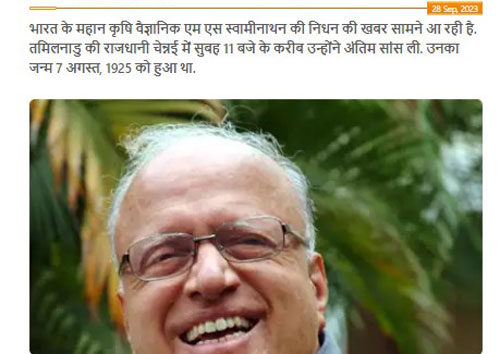 28 Sep, 2023
भारत के महान कृषि वैज्ञानिक एम एस स्वामीनाथन की निधन की खबर सामने आ रही है.
तमिलनाडु की राजधानी चेन्नई में सुबह 11 बजे के करीब उन्होंने अंतिम सांस ली. उनका
जन्म 7 अगस्त, 1925 को हुआ था.